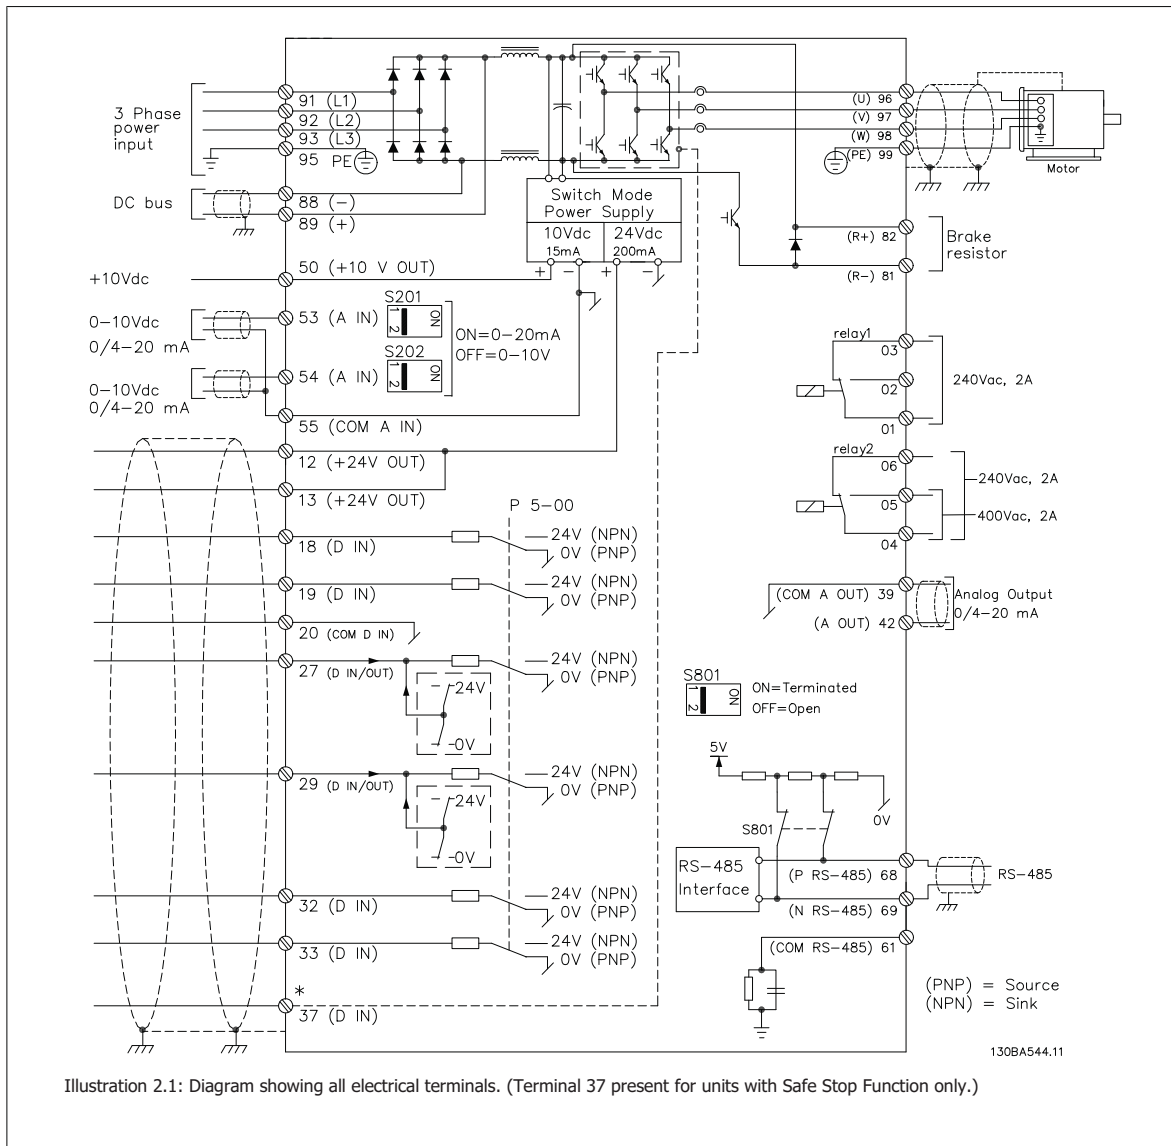 3 Phase
power
input
91 (L1)
92 (L2)
93 (L3)
95 PE
DC bus
88 (-)
89 (+)
Switch Mode
Power Supply
10Vdc
15mA
24Vdc
200mA
+ - + -
(U) 96
(V) 97
(W) 98
(PE) 99
Motor
(R+) 82
(R-) 81
Brake
resistor
+10Vdc
50 (+10 V OUT)
0-10Vdc
0/4-20 mA
53 (A IN)
S201
1 2
ON
S202
1 2
ON
ON=0-20mA
OFF=0-10V
0-10Vdc
0/4-20 mA
54 (A IN)
55 (COM A IN)
12 (+24V OUT)
13 (+24V OUT)
P 5-00
18 (D IN)
24V (NPN)
0V (PNP)
19 (D IN)
24V (NPN)
0V (PNP)
20 (COM D IN)
27 (D IN/OUT)
24V (NPN)
0V (PNP)
24V
0V
29 (D IN/OUT)
24V (NPN)
0V (PNP)
24V
0V
32 (D IN)
24V (NPN)
0V (PNP)
33 (D IN)
24V (NPN)
0V (PNP)
*
37 (D IN)
relay1
03
02
01
240Vac, 2A
relay2
06
05
04
240Vac, 2A
400Vac, 2A
(COM A OUT) 39
(A OUT) 42
Analog Output
0/4-20 mA
S801
1 2
ON
ON=Terminated
OFF=Open
5V
0V
S801
RS-485
Interface
(P RS-485) 68
(N RS-485) 69
(COM RS-485) 61
RS-485
(PNP) = Source
(NPN) = Sink
130BA544.11
Illustration 2.1: Diagram showing all electrical terminals. (Terminal 37 present for units with Safe Stop Function only.)